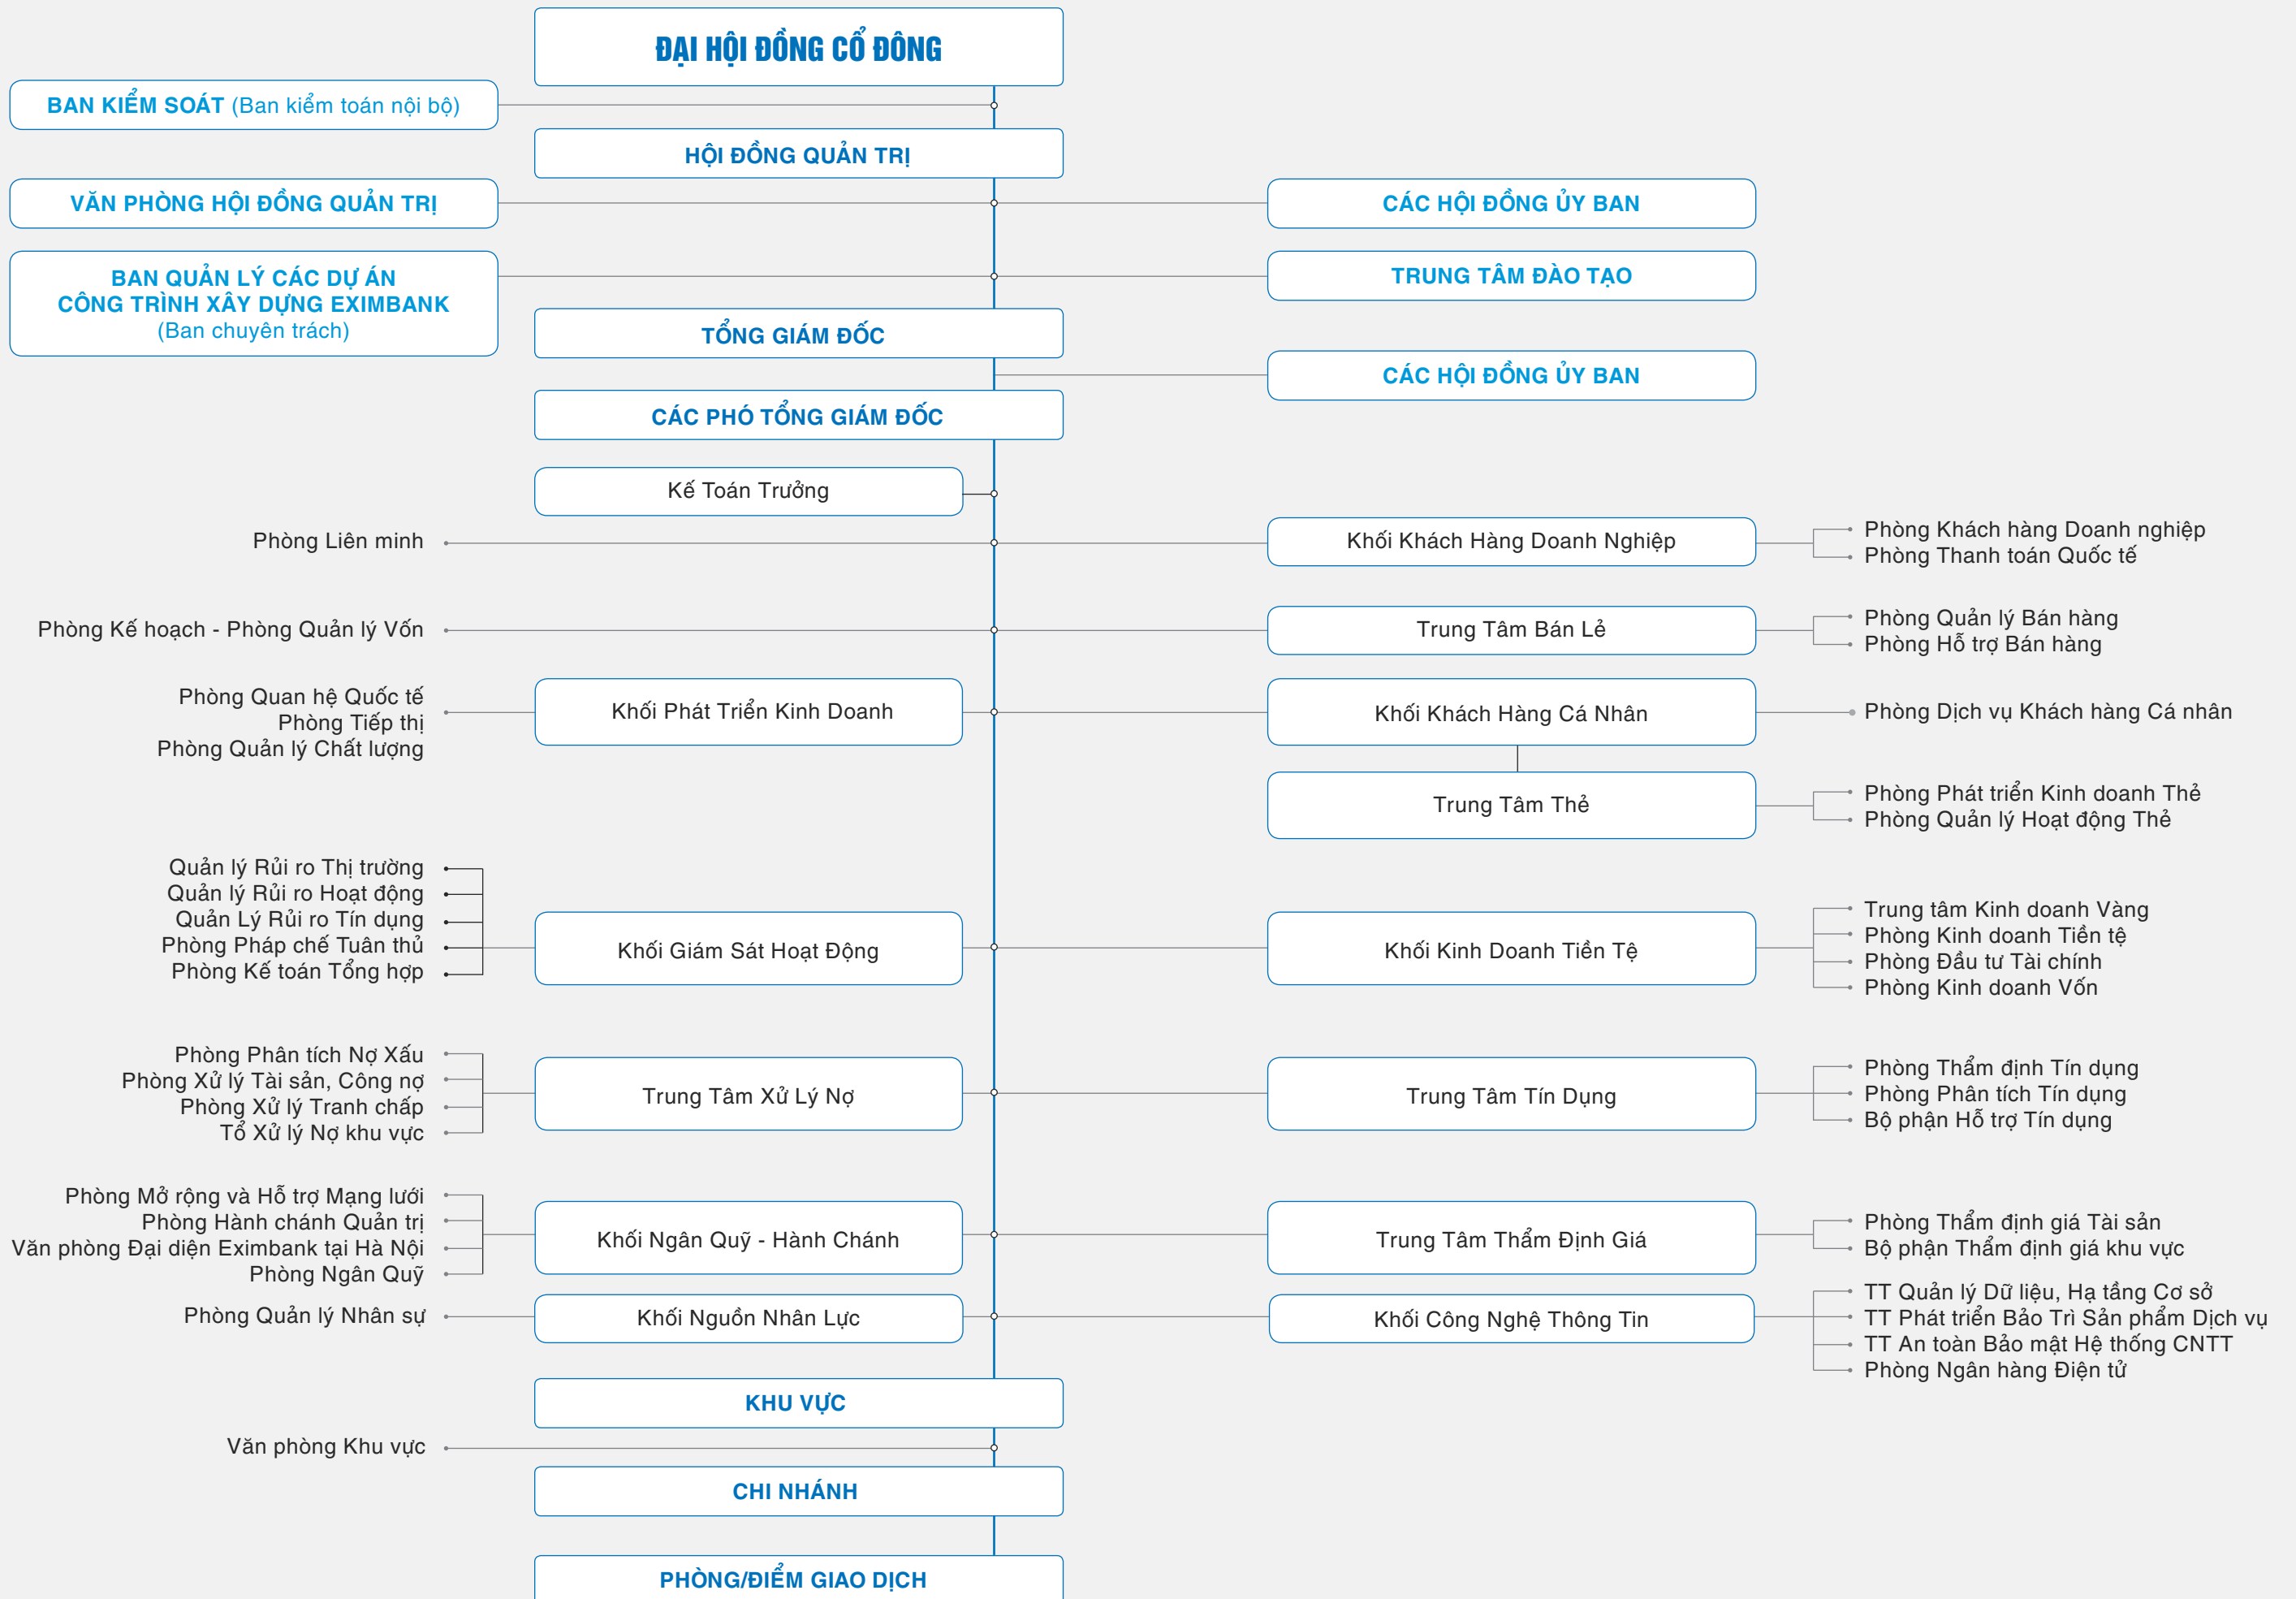 ĐẠI HỘI ĐỒNG CỔ ĐÔNG
BAN KIỂM SOÁT (Ban kiểm toán nội bộ)
HỘI ĐỒNG QUẢN TRỊ
VĂN PHÒNG HỘI ĐỒNG QUẢN TRỊ
CÁC HỘI ĐỒNG ỦY BAN
BAN QUẢN LÝ CÁC DỰ ÁN
CÔNG TRÌNH XÂY DỰNG EXIMBANK
(Ban chuyên trách)
TRUNG TÂM ĐÀO TẠO
TỔNG GIÁM ĐỐC
CÁC HỘI ĐỒNG ỦY BAN
CÁC PHÓ TỔNG GIÁM ĐỐC
Kế Toán Trưởng
Phòng Liên minh
Khối Khách Hàng Doanh Nghiệp
Phòng Khách hàng Doanh nghiệp
Phòng Thanh toán Quốc tế
Phòng Kế hoạch - Phòng Quản lý Vốn
Trung Tâm Bán Lẻ
Phòng Quản lý Bán hàng
Phòng Hỗ trợ Bán hàng
Phòng Quan hệ Quốc tế
Phòng Tiếp thị
Phòng Quản lý Chất lượng
Khối Phát Triển Kinh Doanh
Khối Khách Hàng Cá Nhân
Phòng Dịch vụ Khách hàng Cá nhân
Trung Tâm Thẻ
Phòng Phát triển Kinh doanh Thẻ
Phòng Quản lý Hoạt động Thẻ
Quản lý Rủi ro Thị trường
Quản lý Rủi ro Hoạt động
Quản Lý Rủi ro Tín dụng
Phòng Pháp chế Tuân thủ
Phòng Kế toán Tổng hợp
Khối Giám Sát Hoạt Động
Khối Kinh Doanh Tiền Tệ
Trung tâm Kinh doanh Vàng
Phòng Kinh doanh Tiền tệ
Phòng Đầu tư Tài chính
Phòng Kinh doanh Vốn
Phòng Phân tích Nợ Xấu
Phòng Xử lý Tài sản, Công nợ
Phòng Xử lý Tranh chấp
Tổ Xử lý Nợ khu vực
Trung Tâm Xử Lý Nợ
Trung Tâm Tín Dụng
Phòng Thẩm định Tín dụng
Phòng Phân tích Tín dụng
Bộ phận Hỗ trợ Tín dụng
Phòng Mở rộng và Hỗ trợ Mạng lưới
Phòng Hành chánh Quản trị
Văn phòng Đại diện Eximbank tại Hà Nội
Phòng Ngân Quỹ
Khối Ngân Quỹ - Hành Chánh
Trung Tâm Thẩm Định Giá
Phòng Thẩm định giá Tài sản
Bộ phận Thẩm định giá khu vực
Phòng Quản lý Nhân sự
Khối Nguồn Nhân Lực
Khối Công Nghệ Thông Tin
TT Quản lý Dữ liệu, Hạ tầng Cơ sở
TT Phát triển Bảo Trì Sản phẩm Dịch vụ
TT An toàn Bảo mật Hệ thống CNTT
Phòng Ngân hàng Điện tử
KHU VỰC
Văn phòng Khu vực
CHI NHÁNH
PHÒNG/ĐIỂM GIAO DỊCH